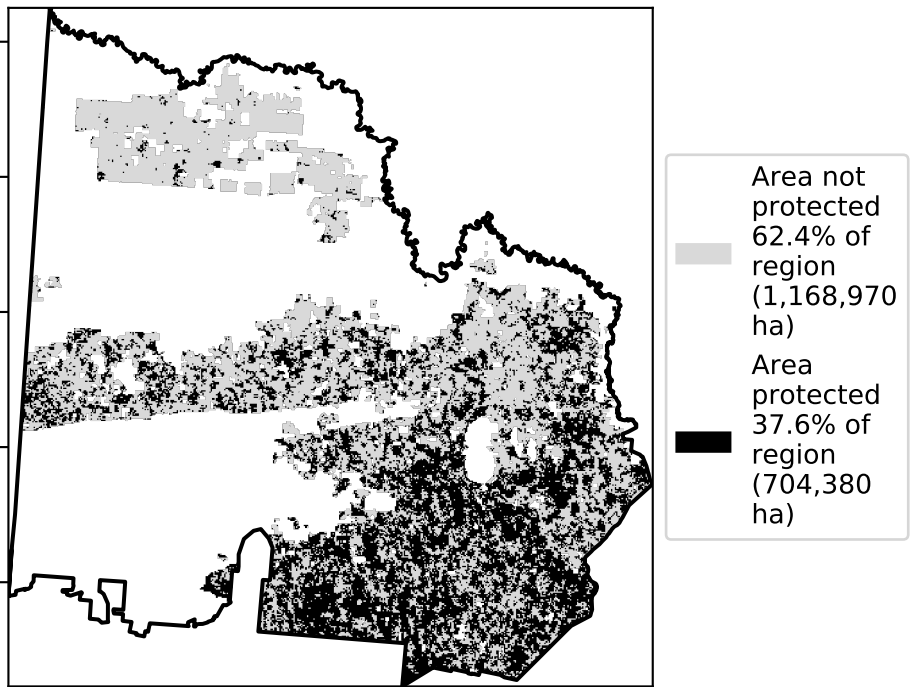 Area not
protected
62.4% of
region
(1,168,970
ha)
Area
protected
37.6% of
region
(704,380
ha)